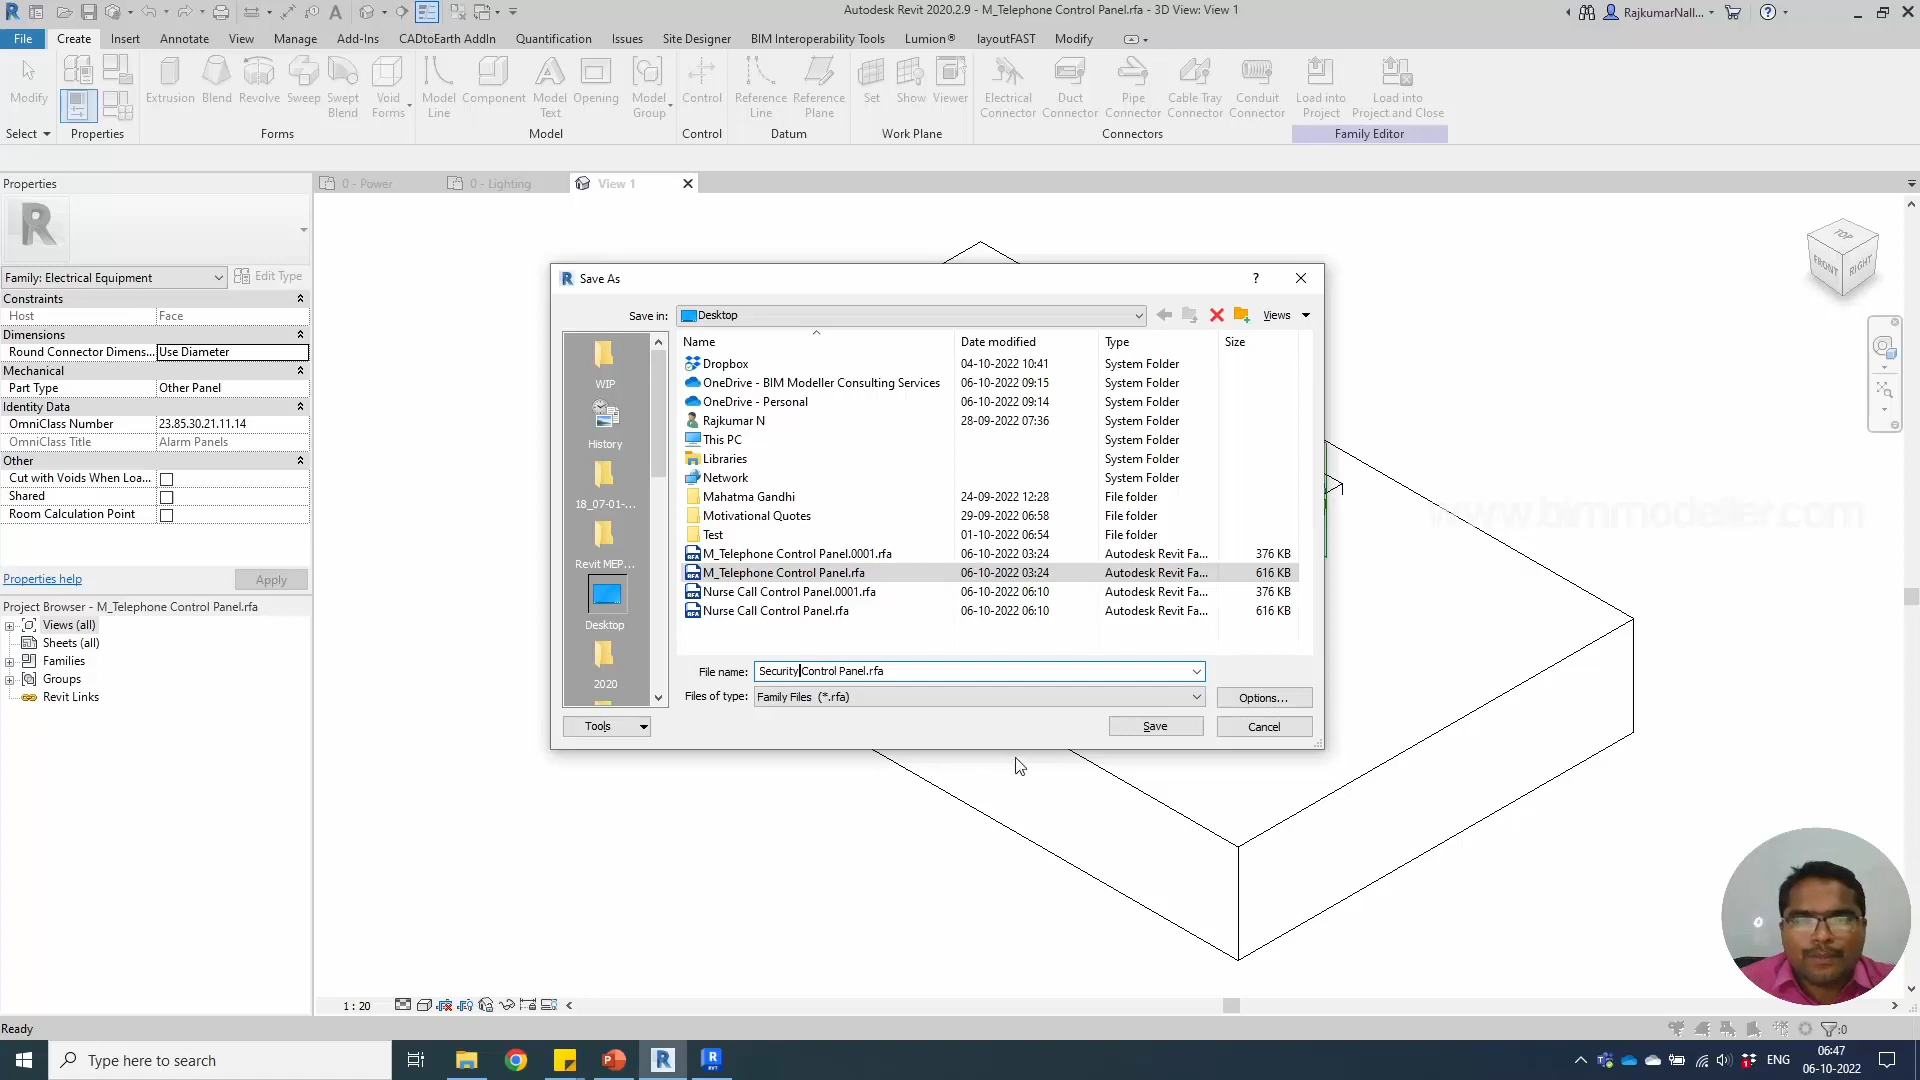 Autodesk Revit 2020.2.9 - M_Telephone Control Panel.rfa - 3D View: View 1
RajkumarNall...
File Create Insert Annotate View Manage Add-Ins CADtoEarth AddIn Quantification Issues Site Designer BIM Interoperability Tools Lumion® layoutFAST Modify
Modify Extrusion Blend Revolve Sweep Swept Blend Void Forms Model Line Component Model Text Opening Model Group Control Reference Line Reference Plane Set Show Viewer Electrical Connector Duct Connector Pipe Connector Cable Tray Connector Conduit Connector Load into Project Load into Project and Close
Select Properties Forms Model Control Datum Work Plane Connectors Family Editor
Properties
0 - Power
0 - Lighting
View 1
R
Family: Electrical Equipment
Edit Type
Constraints
Host Face
Dimensions
Round Connector Dimens... Use Diameter
Mechanical
Part Type Other Panel
Identity Data
OmniClass Number 23.85.30.21.11.14
OmniClass Title Alarm Panels
Other
Cut with Voids When Loa...
Shared
Room Calculation Point
Properties help
Apply
Project Browser - M_Telephone Control Panel.rfa
Views (all)
Sheets (all)
Families
Groups
Revit Links
TOP
FRONT
RIGHT
R Save As
Save in: Desktop Views
WIP
History
18_07-01-...
Revit MEP...
Desktop
2020
Name Date modified Type Size
Dropbox 04-10-2022 10:41 System Folder
OneDrive - BIM Modeller Consulting Services 06-10-2022 09:15 System Folder
OneDrive - Personal 06-10-2022 09:14 System Folder
Rajkumar N 28-09-2022 07:36 System Folder
This PC System Folder
Libraries System Folder
Network System Folder
Mahatma Gandhi 24-09-2022 12:28 File folder
Motivational Quotes 29-09-2022 06:58 File folder
Test 01-10-2022 06:54 File folder
M_Telephone Control Panel.0001.rfa 06-10-2022 03:24 Autodesk Revit Fa... 376 KB
M_Telephone Control Panel.rfa 06-10-2022 03:24 Autodesk Revit Fa... 616 KB
Nurse Call Control Panel.0001.rfa 06-10-2022 06:10 Autodesk Revit Fa... 376 KB
Nurse Call Control Panel.rfa 06-10-2022 06:10 Autodesk Revit Fa... 616 KB
File name: Security Control Panel.rfa
Files of type: Family Files (*.rfa) Options...
Tools Save Cancel
www.bimmodeller.com
1 : 20
Ready
:0
Type here to search
ENG
06:47
06-10-2022